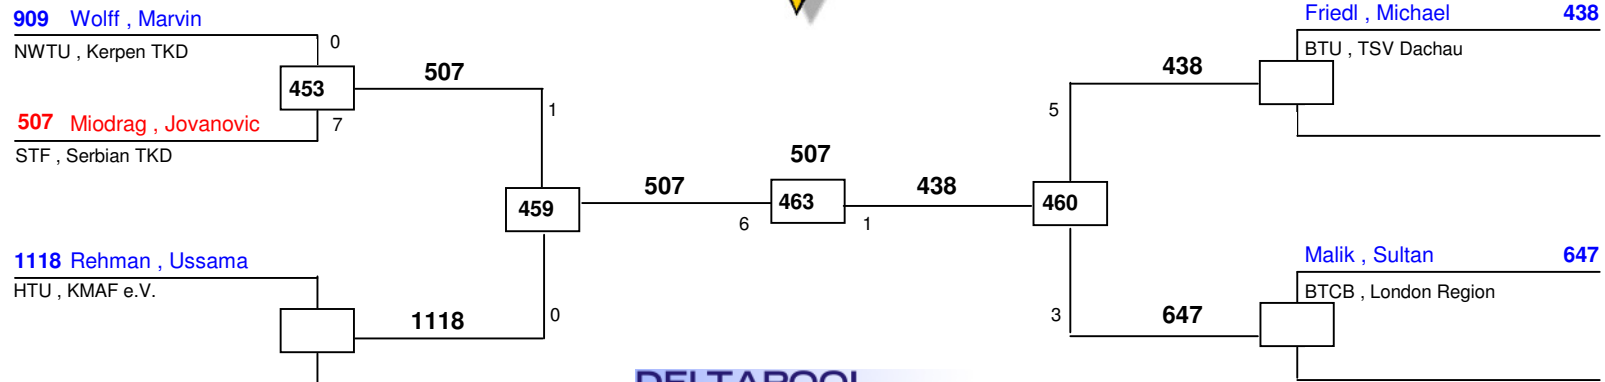 909 Wolff , Marvin
NWTU , Kerpen TKD
0
453
507
7
507 Miodrag , Jovanovic
STF , Serbian TKD
1
459
507
6
507
463
438
1
1118 Rehman , Ussama
HTU , KMAF e.V.
1118
0
Friedl , Michael 438
BTU , TSV Dachau
438
5
460
Malik , Sultan 647
BTCB , London Region
647
3
DELTAPOOL